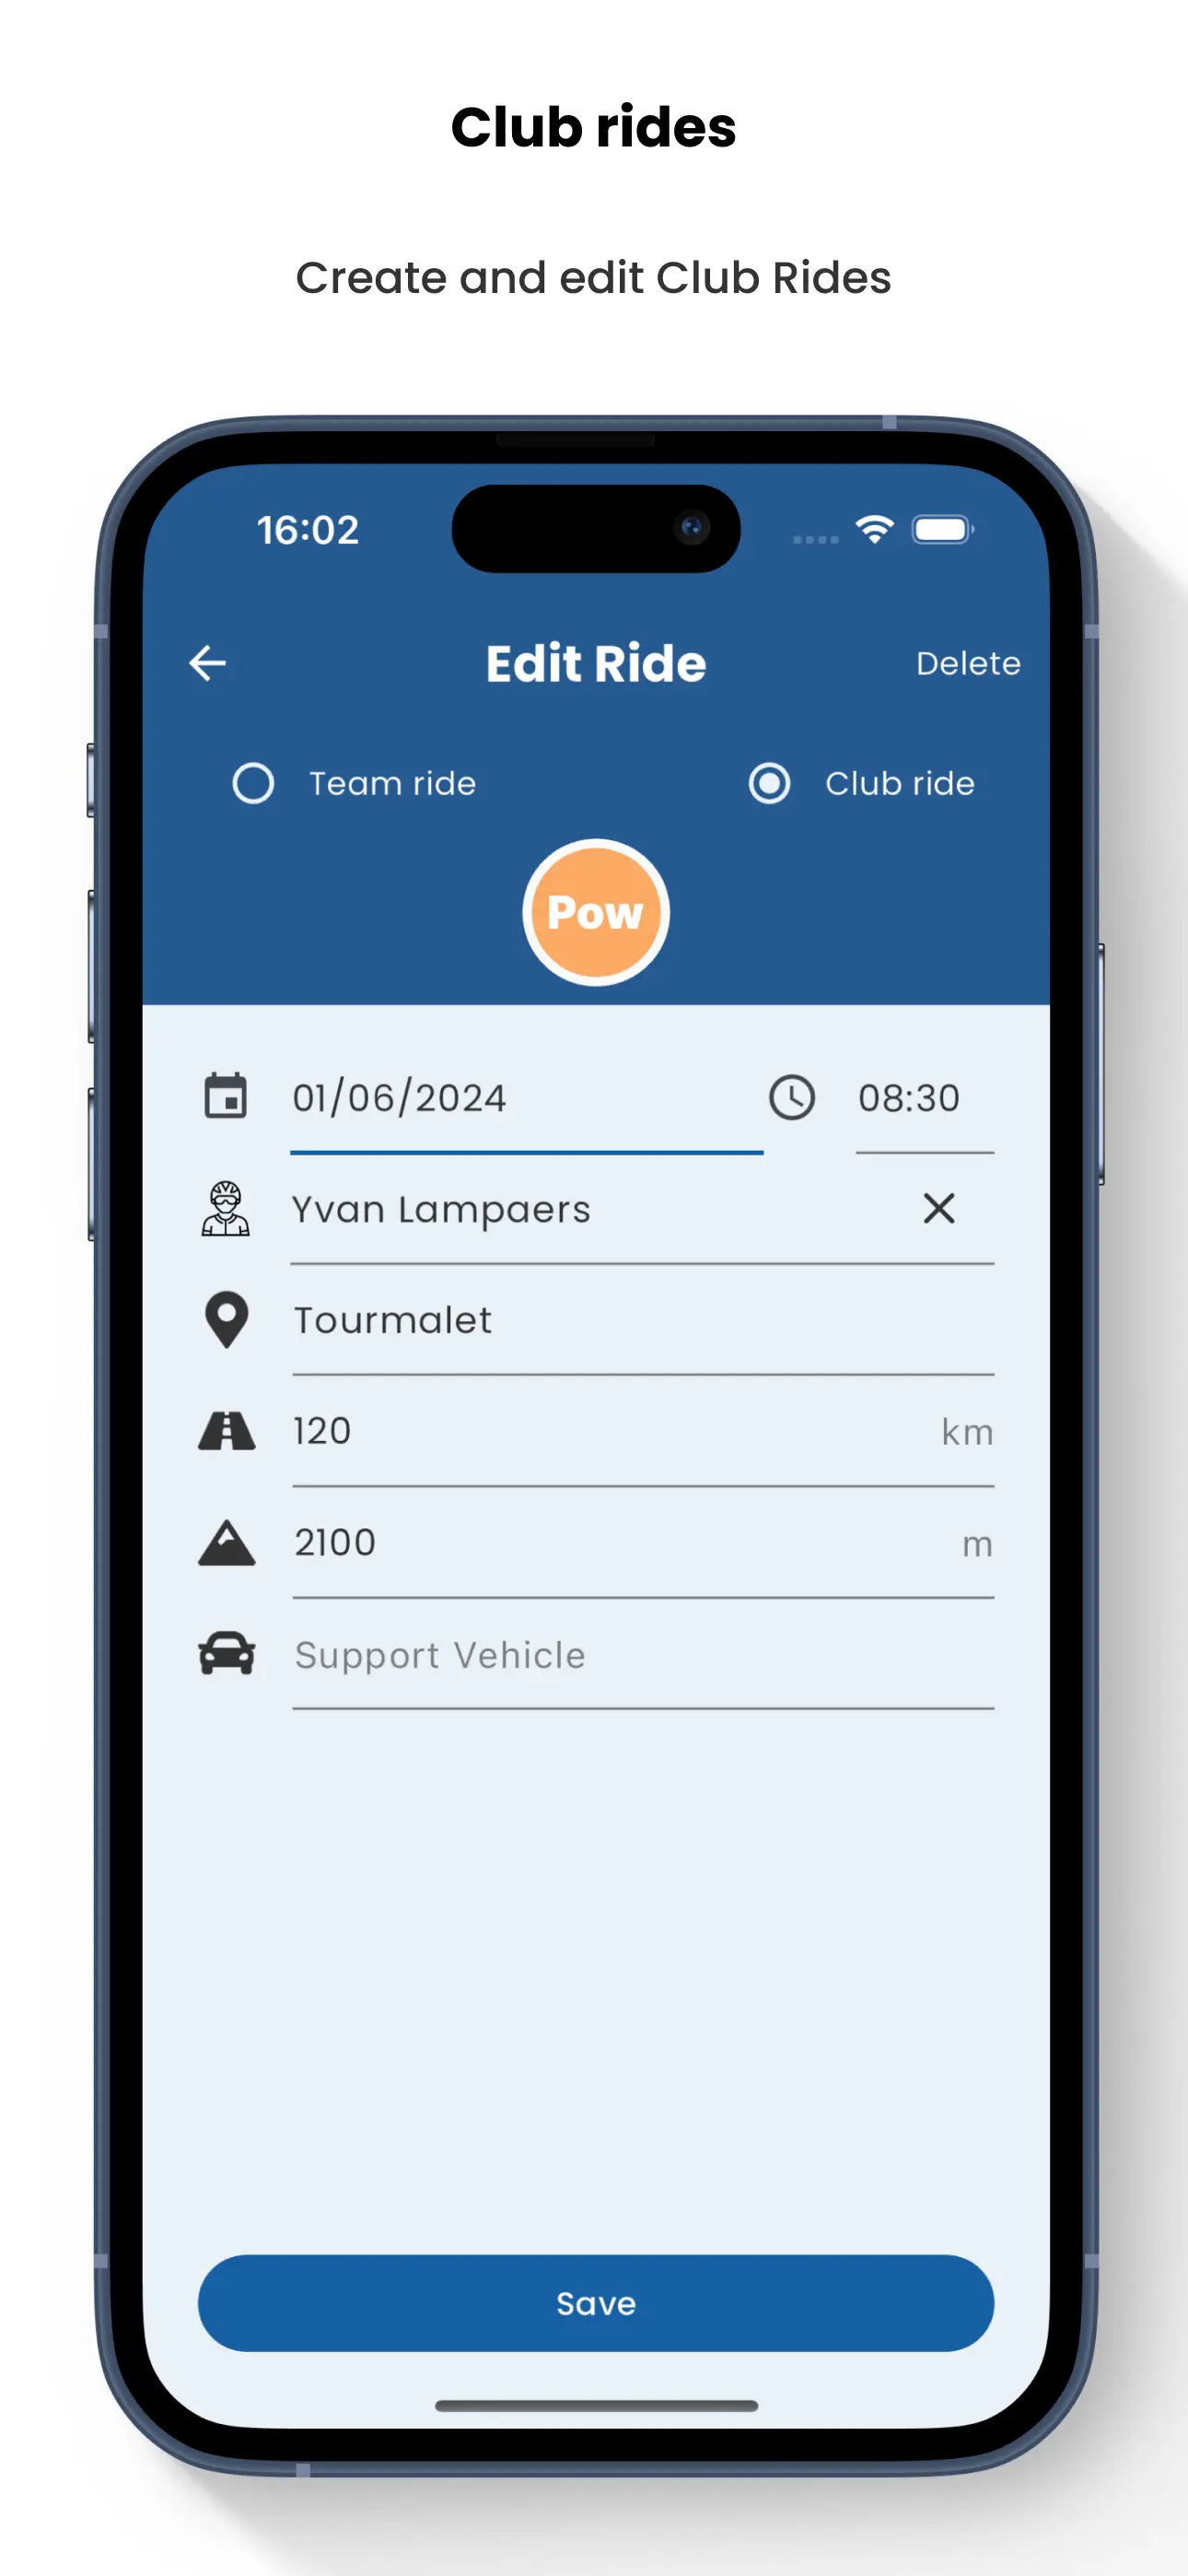 Club rides
Create and edit Club Rides
16:02
Edit Ride
Delete
Team ride
Club ride
Pow
01/06/2024
08:30
Yvan Lampaers
Tourmalet
120
km
2100
m
Support Vehicle
Save